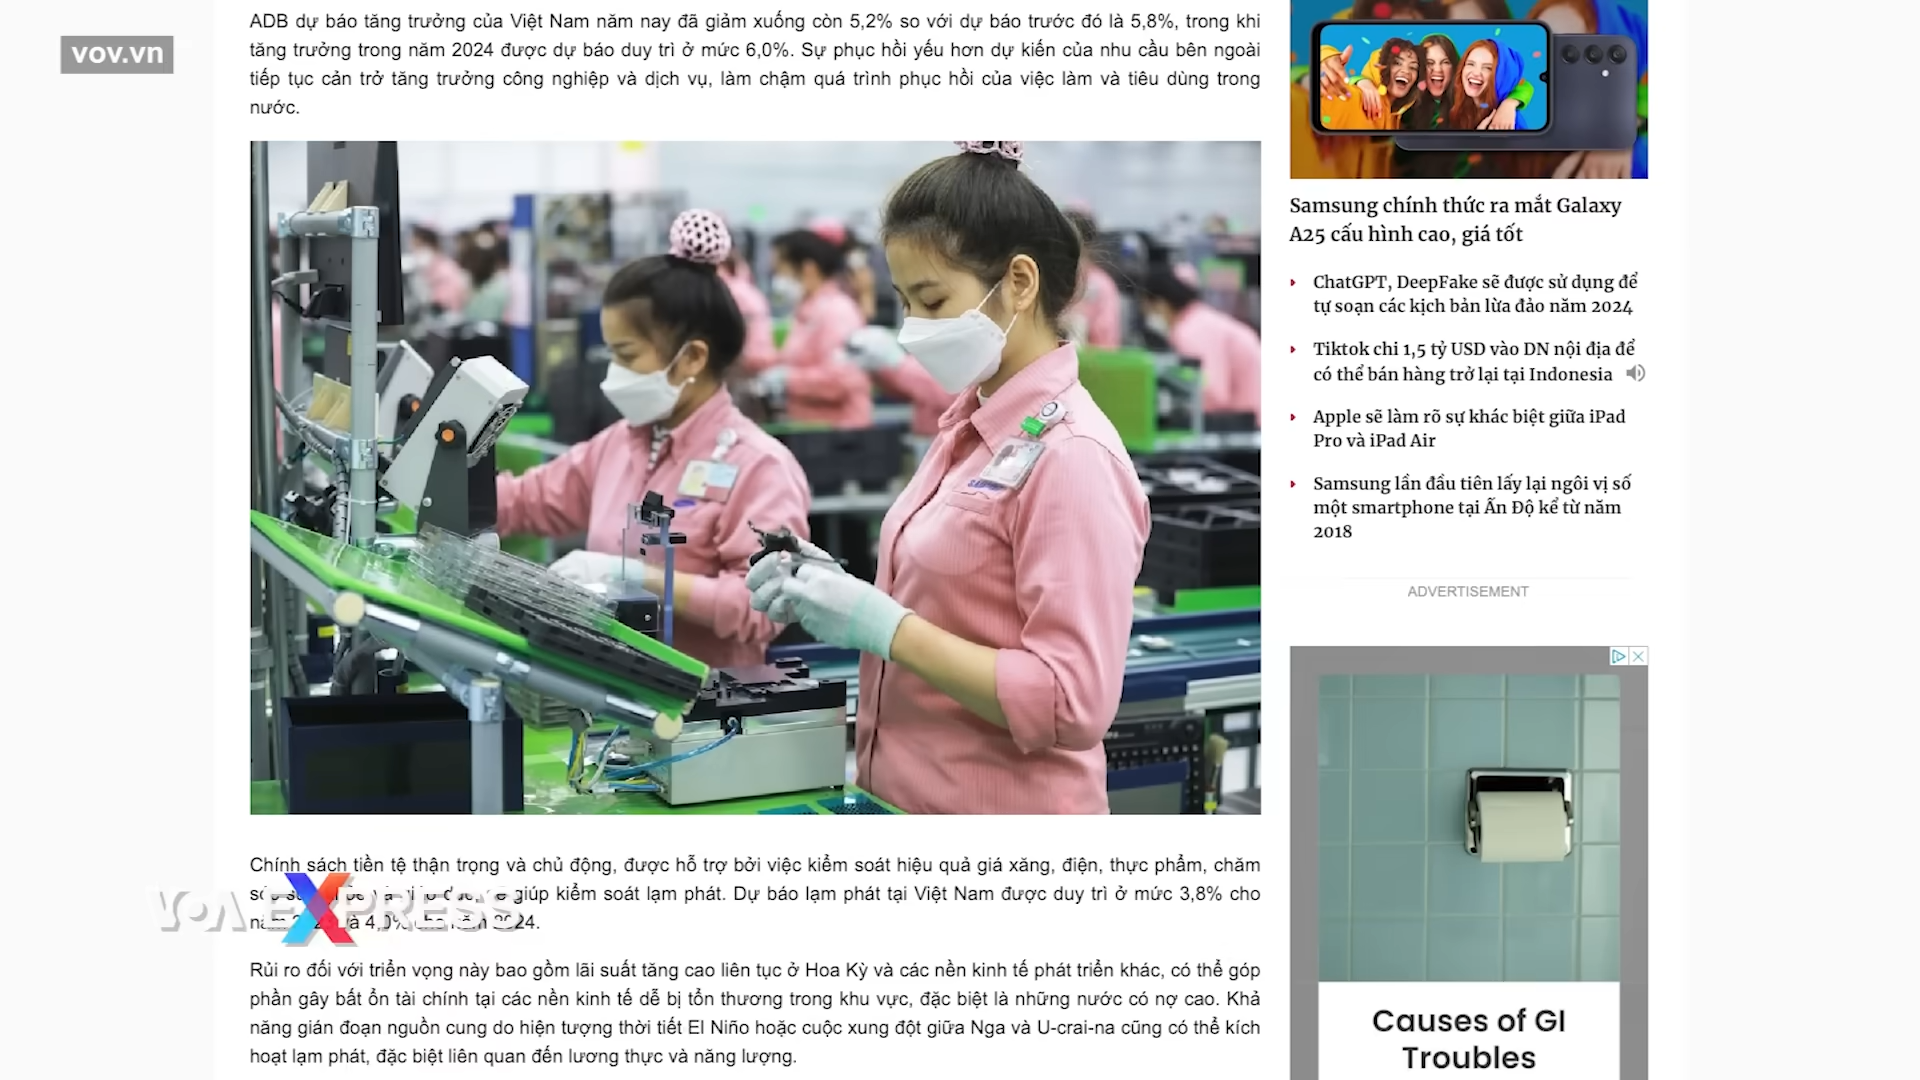 vov.vn
ADB dự báo tăng trưởng của Việt Nam năm nay đã giảm xuống còn 5,2% so với dự báo trước đó là 5,8%, trong khi
tăng trưởng trong năm 2024 được dự báo duy trì ở mức 6,0%. Sự phục hồi yếu hơn dự kiến của nhu cầu bên ngoài
tiếp tục cản trở tăng trưởng công nghiệp và dịch vụ, làm chậm quá trình phục hồi của việc làm và tiêu dùng trong
nước.
Chính sách tiền tệ thận trọng và chủ động, được hỗ trợ bởi việc kiểm soát hiệu quả giá xăng, điện, thực phẩm, chăm
giúp kiểm soát lạm phát. Dự báo lạm phát tại Việt Nam được duy trì ở mức 3,8% cho
4,0% 2024.
VOA EXPRESS
Rủi ro đối với triển vọng này bao gồm lãi suất tăng cao liên tục ở Hoa Kỳ và các nền kinh tế phát triển khác, có thể góp
phần gây bất ổn tài chính tại các nền kinh tế dễ bị tổn thương trong khu vực, đặc biệt là những nước có nợ cao. Khả
năng gián đoạn nguồn cung do hiện tượng thời tiết El Niño hoặc cuộc xung đột giữa Nga và U-crai-na cũng có thể kích
hoạt lạm phát, đặc biệt liên quan đến lương thực và năng lượng.
Samsung chính thức ra mắt Galaxy
A25 cấu hình cao, giá tốt
ChatGPT, DeepFake sẽ được sử dụng để
tự soạn các kịch bản lừa đảo năm 2024
Tiktok chi 1,5 tỷ USD vào DN nội địa để
có thể bán hàng trở lại tại Indonesia
Apple sẽ làm rõ sự khác biệt giữa iPad
Pro và iPad Air
Samsung lần đầu tiên lấy lại ngôi vị số
một smartphone tại Ấn Độ kể từ năm
2018
ADVERTISEMENT
Causes of GI
Troubles